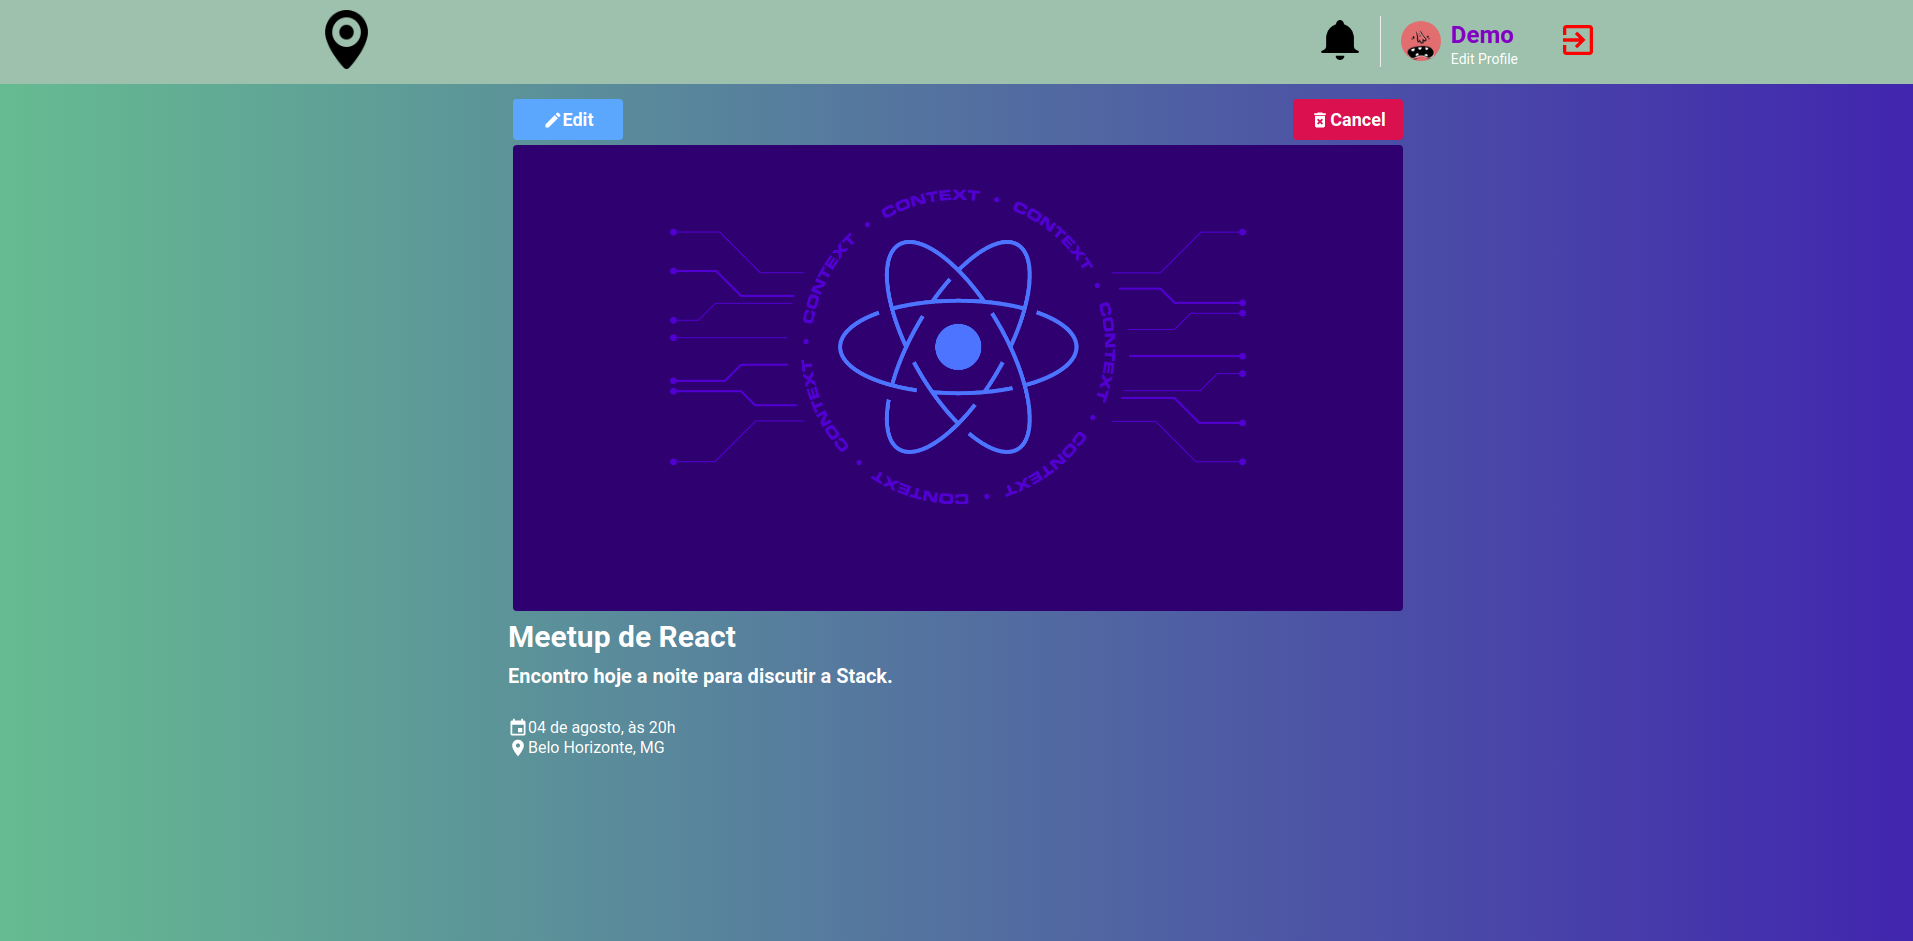 Demo
Edit Profile
Edit
Cancel
CONTEXT • CONTEXT • CONTEXT • CONTEXT • CONTEXT • CONTEXT • CONTEXT •
Meetup de React
Encontro hoje a noite para discutir a Stack.
04 de agosto, às 20h
Belo Horizonte, MG